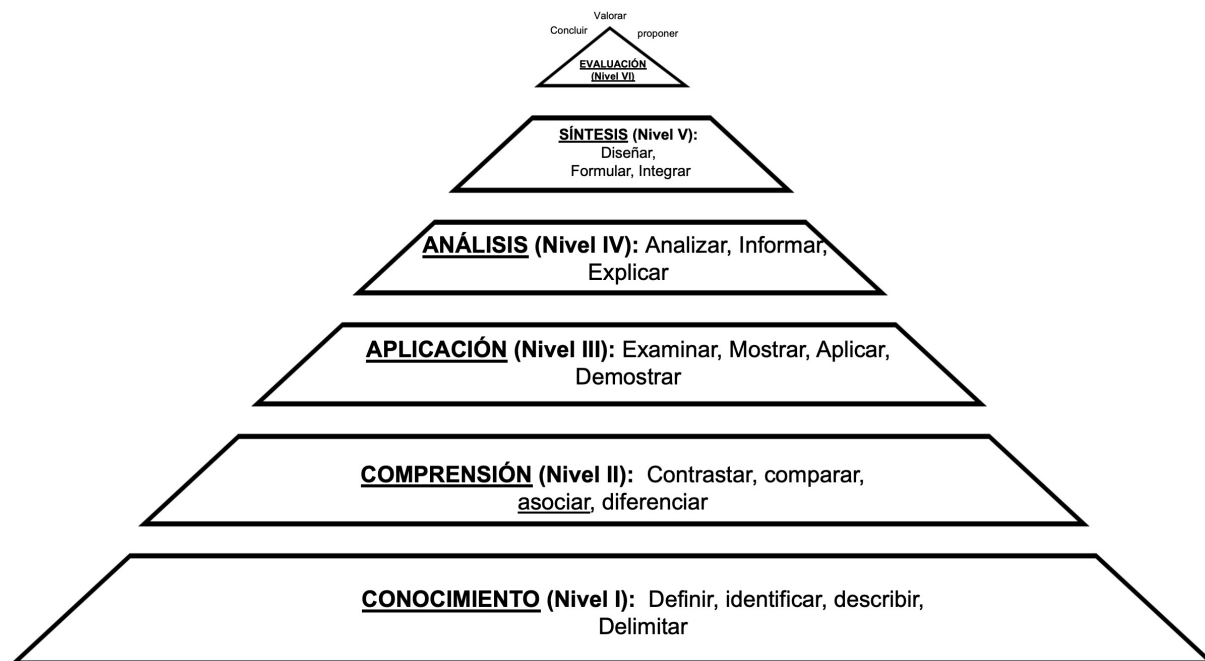 Valorar
Concluir proponer
EVALUACIÓN
(Nivel VI)
SÍNTESIS (Nivel V):
Diseñar,
Formular, Integrar
ANÁLISIS (Nivel IV): Analizar, Informar,
Explicar
APLICACIÓN (Nivel III): Examinar, Mostrar, Aplicar,
Demostrar
COMPRENSIÓN (Nivel II): Contrastar, comparar,
asociar, diferenciar
CONOCIMIENTO (Nivel I): Definir, identificar, describir,
Delimitar